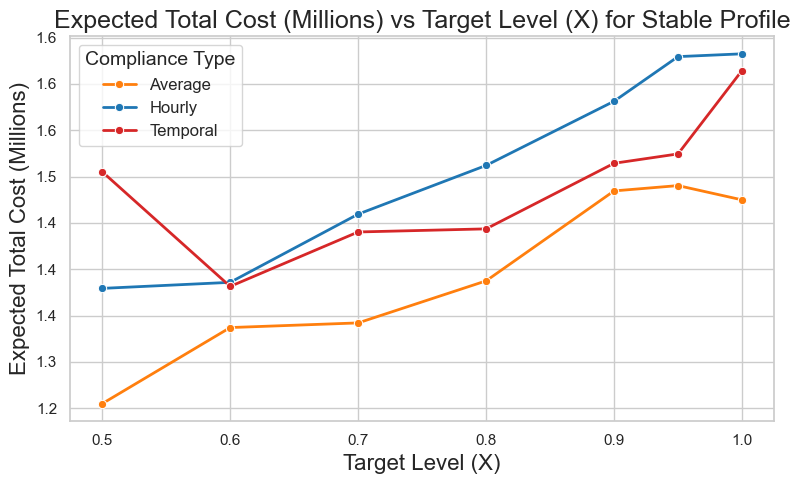 Expected Total Cost (Millions) vs Target Level (X) for Stable Profile
Compliance Type
Average
Hourly
Temporal
Expected Total Cost (Millions)
1.6
1.6
1.6
1.5
1.4
1.4
1.4
1.3
1.2
0.5 0.6 0.7 0.8 0.9 1.0
Target Level (X)